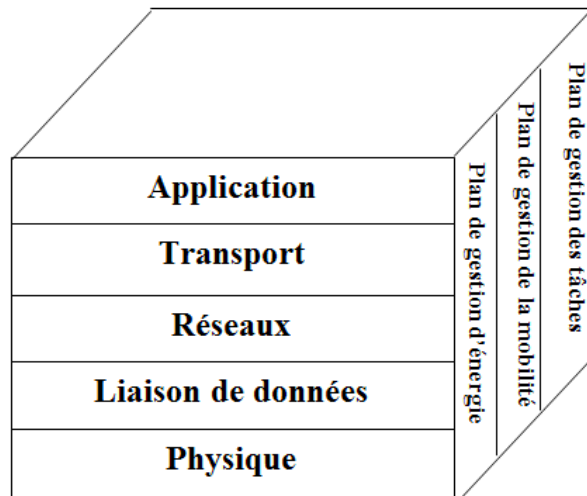 Application
Transport
Réseaux
Liaison de données
Physique
Plan de gestion d'énergie
Plan de gestion de la mobilité
Plan de gestion des tâches